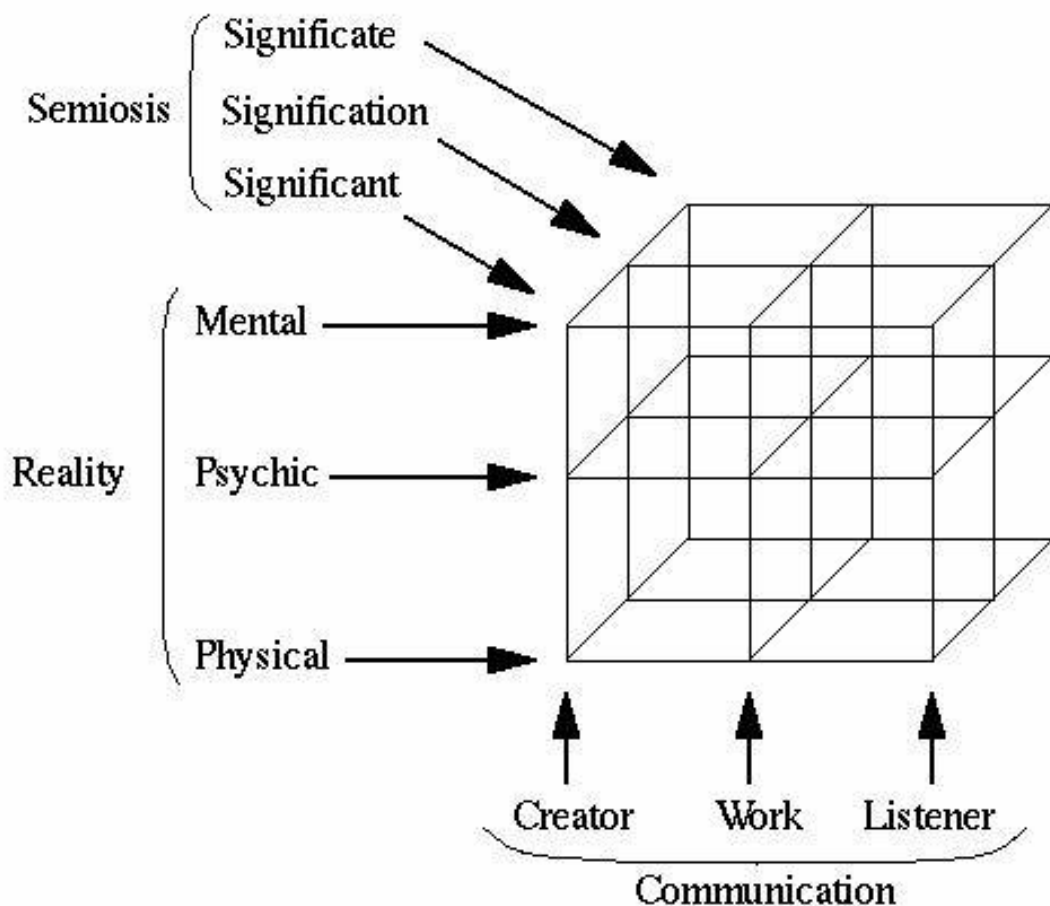 Significate
Semiosis
Signification
Significant
Mental
Reality
Psychic
Physical
Creator Work Listener
Communication